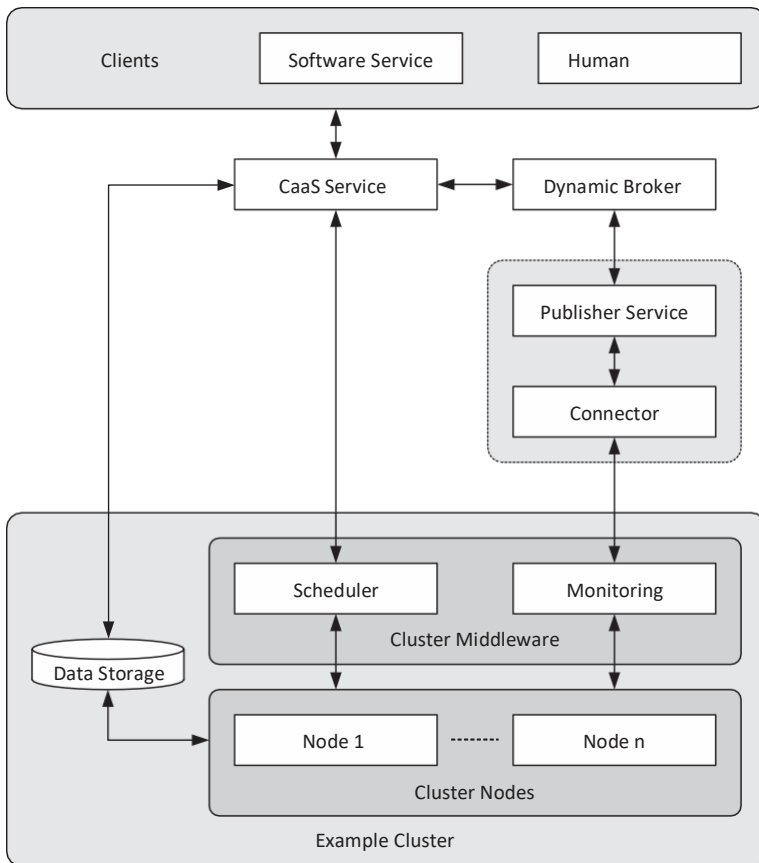 Clients
Software Service
Human
CaaS Service
Dynamic Broker
Publisher Service
Connector
Scheduler
Monitoring
Cluster Middleware
Data Storage
Node 1
Node n
Cluster Nodes
Example Cluster